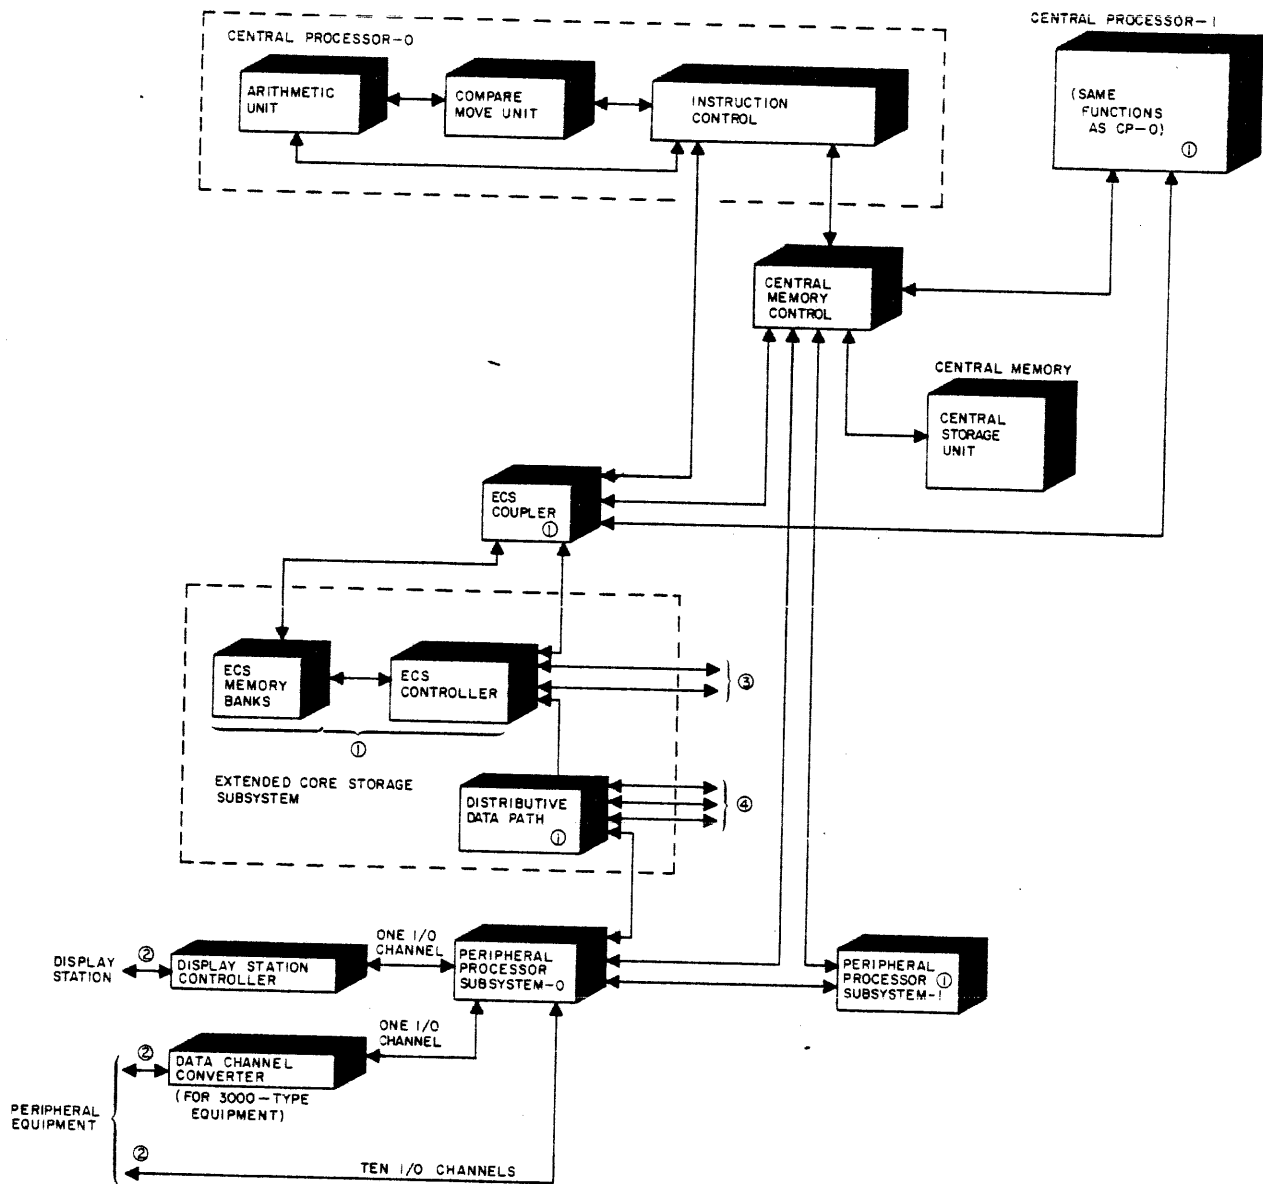 CENTRAL PROCESSOR-0
ARITHMETIC
UNIT
COMPARE
MOVE UNIT
INSTRUCTION
CONTROL
CENTRAL PROCESSOR-1
(SAME
FUNCTIONS
AS CP-0)
①
CENTRAL
MEMORY
CONTROL
CENTRAL MEMORY
CENTRAL
STORAGE
UNIT
ECS
COUPLER
①
ECS
MEMORY
BANKS
ECS
CONTROLLER
③
①
EXTENDED CORE STORAGE
SUBSYSTEM
DISTRIBUTIVE
DATA PATH
①
④
DISPLAY
STATION
②
DISPLAY STATION
CONTROLLER
ONE I/O
CHANNEL
PERIPHERAL
PROCESSOR
SUBSYSTEM-0
PERIPHERAL
PROCESSOR ①
SUBSYSTEM-1
PERIPHERAL
EQUIPMENT
②
DATA CHANNEL
CONVERTER
(FOR 3000-TYPE
EQUIPMENT)
ONE I/O
CHANNEL
②
TEN I/O CHANNELS